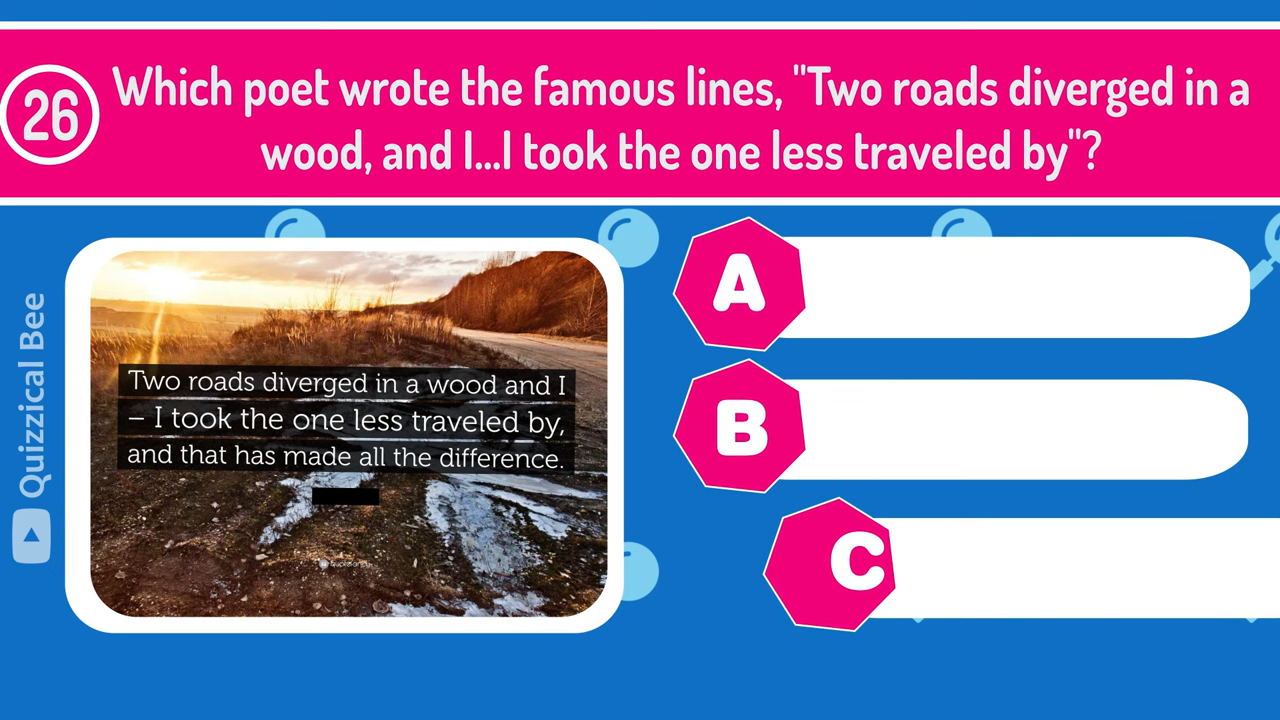 26
Which poet wrote the famous lines, "Two roads diverged in a
wood, and I...I took the one less traveled by"?
Quizzical Bee
Two roads diverged in a wood and I
– I took the one less traveled by,
and that has made all the difference.
A
B
C